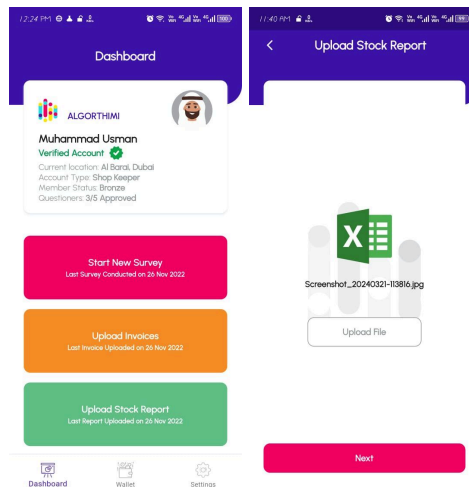 12:24 PM
100
Dashboard
ALGORTHIMI
Muhammad Usman
Verified Account
Current location: Al Barai, Dubai
Account Type: Shop Keeper
Member Status: Bronze
Questioners: 3/5 Approved
Start New Survey
Last Survey Conducted on 26 Nov 2022
Upload Invoices
Last Invoice Uploaded on 26 Nov 2022
Upload Stock Report
Last Report Uploaded on 26 Nov 2022
Dashboard
Wallet
Settings
11:40 PM
Upload Stock Report
X
Screenshot_20240321-113816.jpg
Upload File
Next